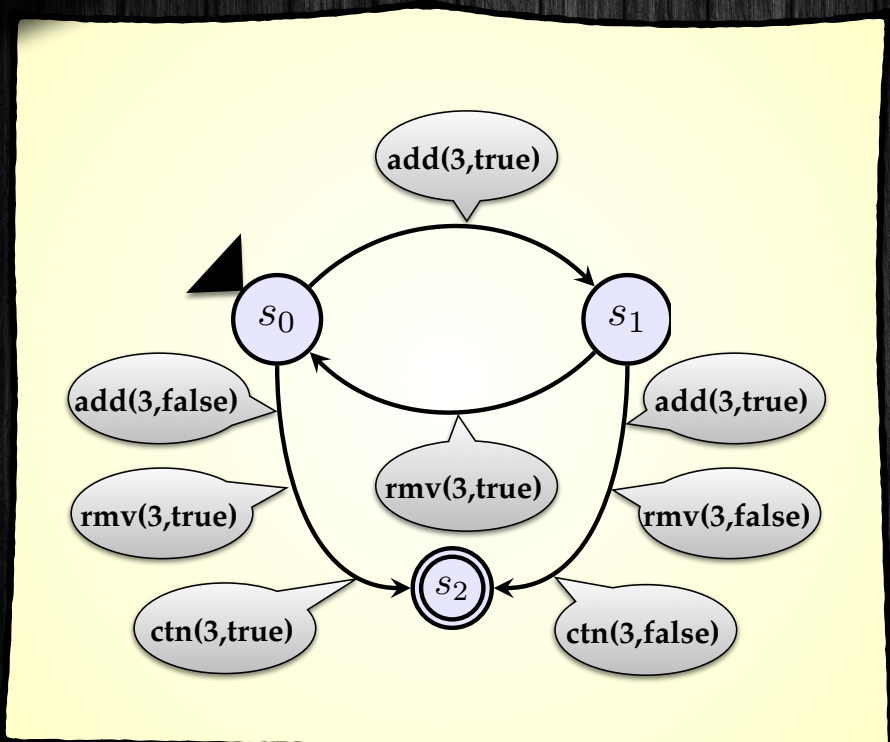 add(3,true)
s0
s1
add(3,false)
add(3,true)
rmv(3,true)
rmv(3,true)
rmv(3,false)
s2
ctn(3,true)
ctn(3,false)